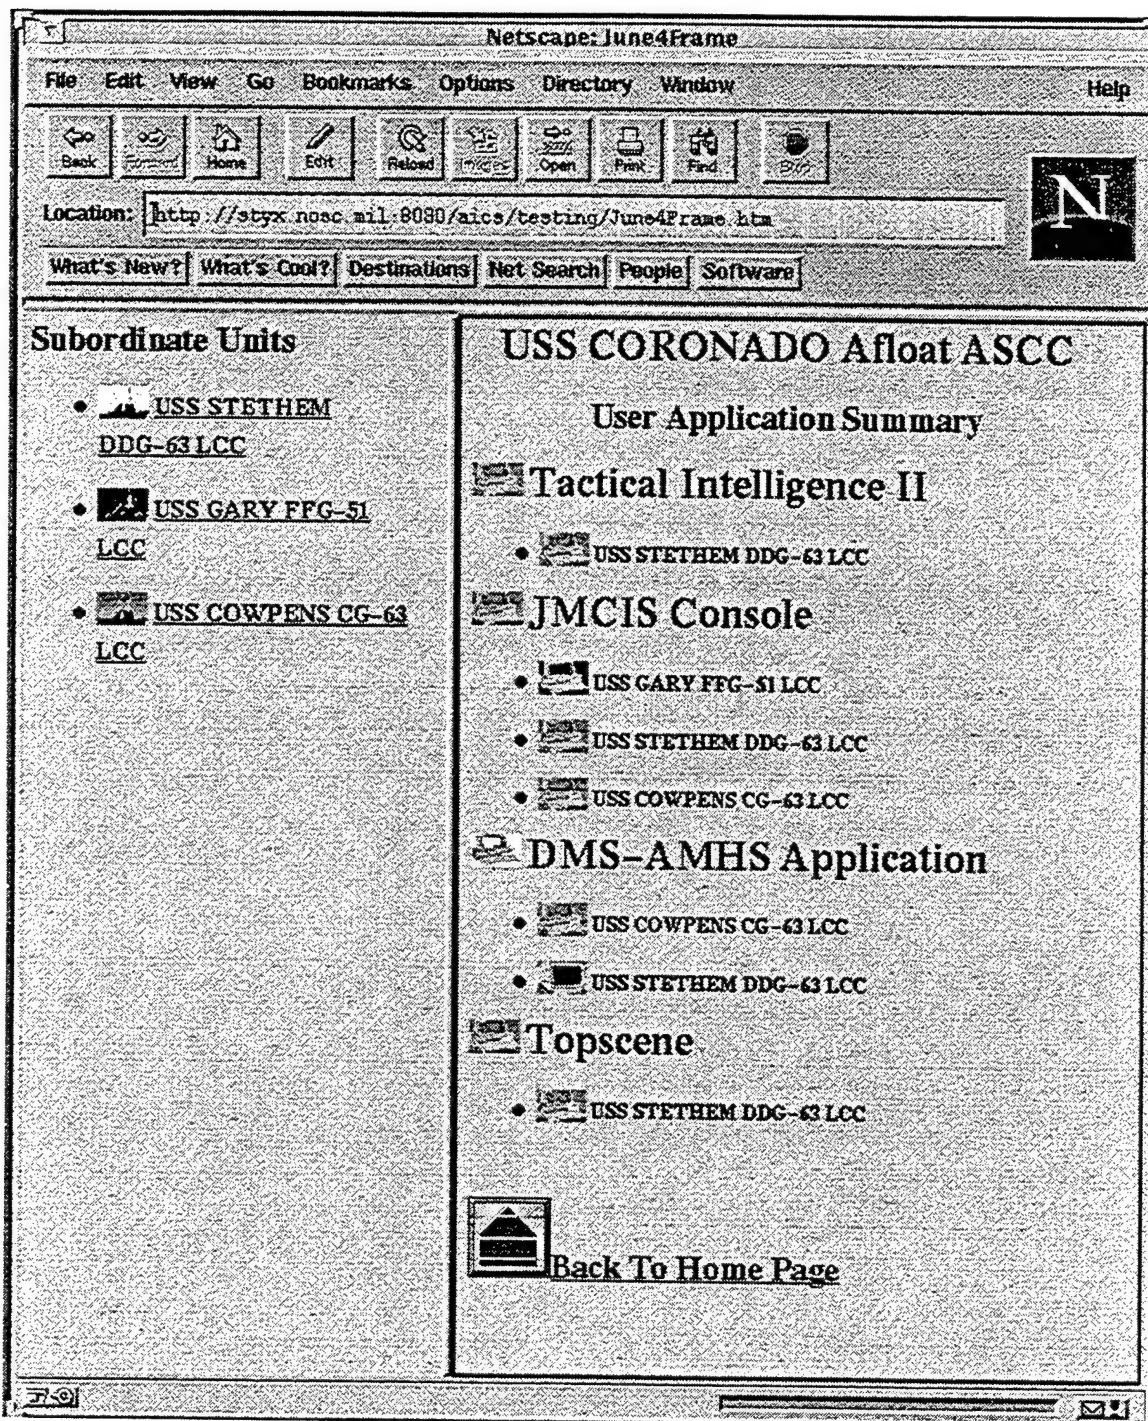 Netscape: June4Frame
File Edit View Go Bookmarks Options Directory Window Help
Back Forward Home Edit Reload Images Open Print Find Stop
Location: http://styx.nosc.mil:8080/aics/testing/June4Frame.htm
N
What's New? What's Cool? Destinations Net Search People Software
Subordinate Units
USS STETHEM
DDG-63 LCC
USS GARY FFG-51
LCC
USS COWPENS CG-63
LCC
USS CORONADO Afloat ASCC
User Application Summary
Tactical Intelligence II
USS STETHEM DDG-63 LCC
JMCIS Console
USS GARY FFG-51 LCC
USS STETHEM DDG-63 LCC
USS COWPENS CG-63 LCC
DMS-AMHS Application
USS COWPENS CG-63 LCC
USS STETHEM DDG-63 LCC
Topscene
USS STETHEM DDG-63 LCC
Back To Home Page